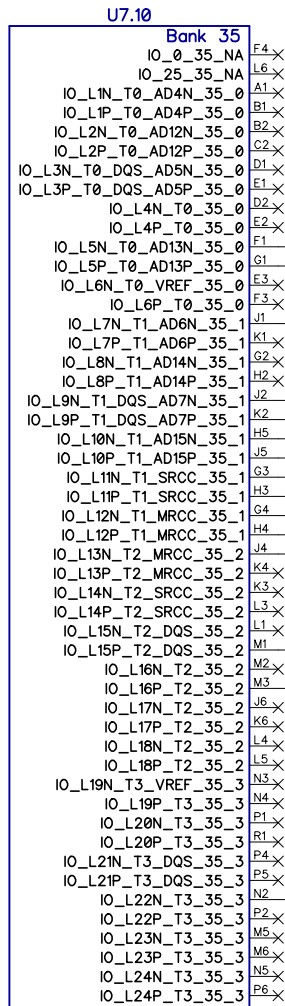 U7.10
Bank 35
IO_0_35_NA F4
IO_25_35_NA L6
IO_L1N_T0_AD4N_35_0 A1
IO_L1P_T0_AD4P_35_0 B1
IO_L2N_T0_AD12N_35_0 B2
IO_L2P_T0_AD12P_35_0 C2
IO_L3N_T0_DQS_AD5N_35_0 D1
IO_L3P_T0_DQS_AD5P_35_0 E1
IO_L4N_T0_35_0 D2
IO_L4P_T0_35_0 E2
IO_L5N_T0_AD13N_35_0 F1
IO_L5P_T0_AD13P_35_0 G1
IO_L6N_T0_VREF_35_0 E3
IO_L6P_T0_35_0 F3
IO_L7N_T1_AD6N_35_1 J1
IO_L7P_T1_AD6P_35_1 K1
IO_L8N_T1_AD14N_35_1 G2
IO_L8P_T1_AD14P_35_1 H2
IO_L9N_T1_DQS_AD7N_35_1 J2
IO_L9P_T1_DQS_AD7P_35_1 K2
IO_L10N_T1_AD15N_35_1 H5
IO_L10P_T1_AD15P_35_1 J5
IO_L11N_T1_SRCC_35_1 G3
IO_L11P_T1_SRCC_35_1 H3
IO_L12N_T1_MRCC_35_1 G4
IO_L12P_T1_MRCC_35_1 H4
IO_L13N_T2_MRCC_35_2 J4
IO_L13P_T2_MRCC_35_2 K4
IO_L14N_T2_SRCC_35_2 K3
IO_L14P_T2_SRCC_35_2 L3
IO_L15N_T2_DQS_35_2 L1
IO_L15P_T2_DQS_35_2 M1
IO_L16N_T2_35_2 M2
IO_L16P_T2_35_2 M3
IO_L17N_T2_35_2 J6
IO_L17P_T2_35_2 K6
IO_L18N_T2_35_2 L4
IO_L18P_T2_35_2 L5
IO_L19N_T3_VREF_35_3 N3
IO_L19P_T3_35_3 N4
IO_L20N_T3_35_3 P1
IO_L20P_T3_35_3 R1
IO_L21N_T3_DQS_35_3 P4
IO_L21P_T3_DQS_35_3 P5
IO_L22N_T3_35_3 N2
IO_L22P_T3_35_3 P2
IO_L23N_T3_35_3 M5
IO_L23P_T3_35_3 M6
IO_L24N_T3_35_3 N5
IO_L24P_T3_35_3 P6